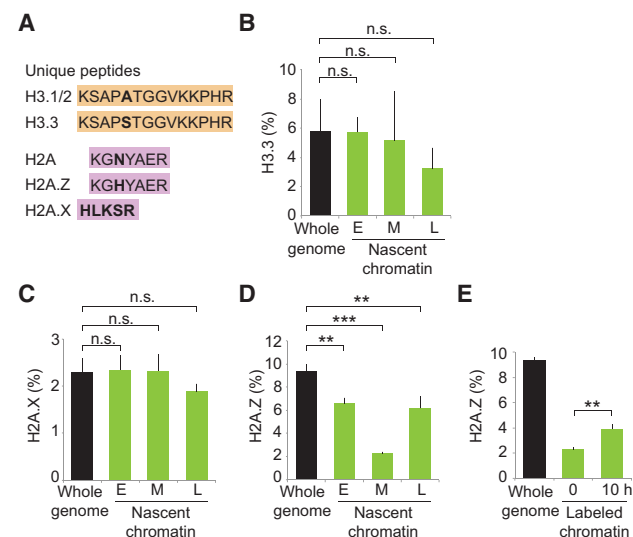 A
Unique peptides
H3.1/2 KSAPATGGVKKPHR
H3.3 KSAPSTGGVKKPHR
H2A KGNYAER
H2A.Z KGHYAER
H2A.X HLKSR
B
n.s.
n.s.
n.s.
H3.3 (%)
10
8
6
4
2
0
Whole genome
E M L
Nascent chromatin
C
n.s.
n.s.
n.s.
H2A.X (%)
3
2
1
0
Whole genome
E M L
Nascent chromatin
D
**
***
**
H2A.Z (%)
12
10
8
6
4
2
0
Whole genome
E M L
Nascent chromatin
E
**
H2A.Z (%)
10
8
6
4
2
0
Whole genome
0 10 h
Labeled chromatin